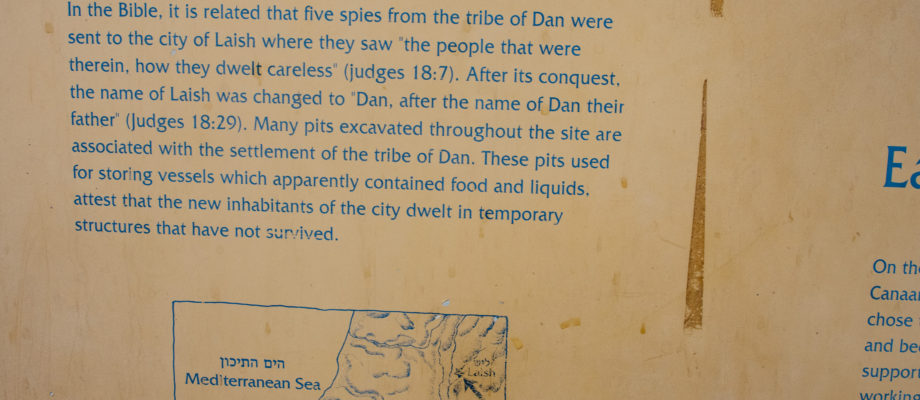 In the Bible, it is related that five spies from the tribe of Dan were
sent to the city of Laish where they saw "the people that were
therein, how they dwelt careless" (judges 18:7). After its conquest,
the name of Laish was changed to "Dan, after the name of Dan their
father" (Judges 18:29). Many pits excavated throughout the site are
associated with the settlement of the tribe of Dan. These pits used
for storing vessels which apparently contained food and liquids,
attest that the new inhabitants of the city dwelt in temporary
structures that have not survived.
הים התיכון
Mediterranean Sea
ליש
Laish
Ea
On the
Canaan
chose
and be
support
working